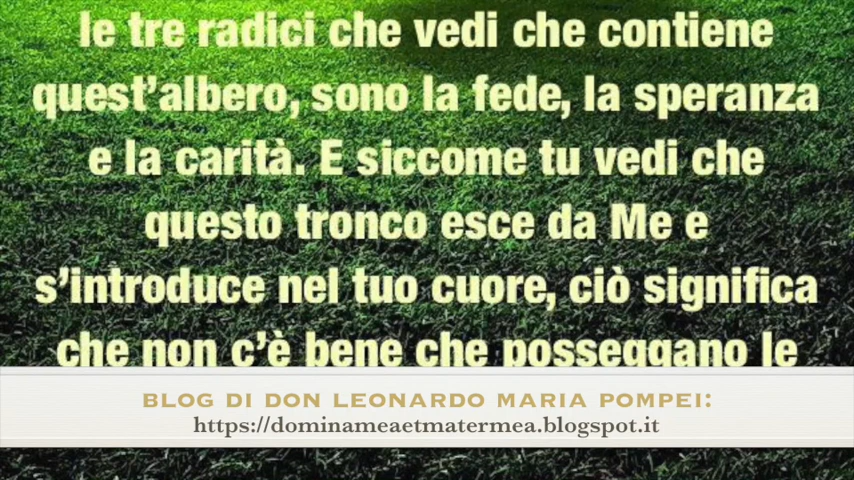 le tre radici che vedi che contiene
quest'albero, sono la fede, la speranza
e la carità. E siccome tu vedi che
questo tronco esce da Me e
s'introduce nel tuo cuore, ciò significa
che non c'è bene che posseggano le
BLOG DI DON LEONARDO MARIA POMPEI:
https://dominameaetmatermea.blogspot.it